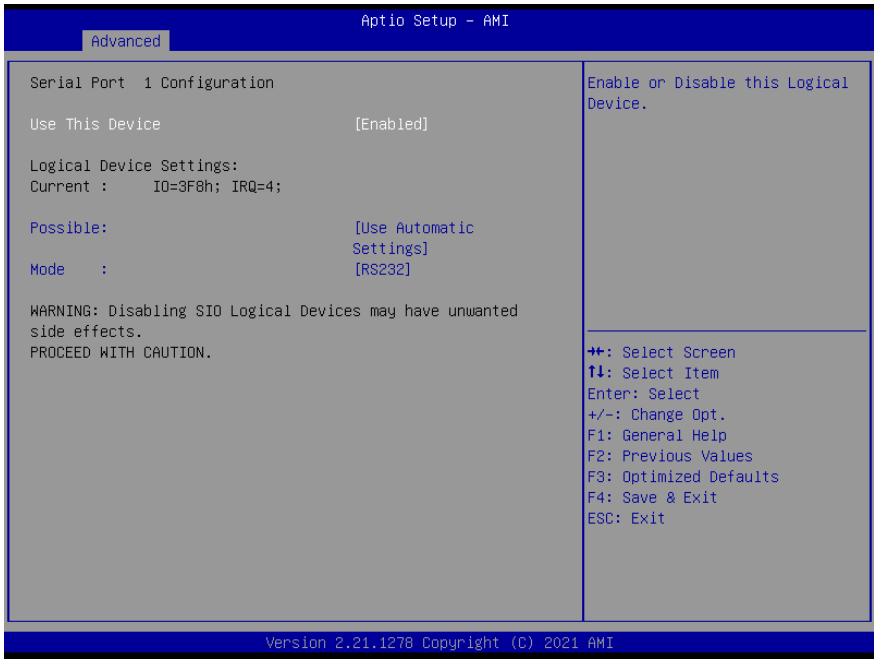 Aptio Setup – AMI
Advanced
Serial Port 1 Configuration
Use This Device [Enabled]
Logical Device Settings:
Current : IO=3F8h; IRQ=4;
Possible: [Use Automatic
Settings]
Mode : [RS232]
WARNING: Disabling SIO Logical Devices may have unwanted
side effects.
PROCEED WITH CAUTION.
Enable or Disable this Logical
Device.
→←: Select Screen
↑↓: Select Item
Enter: Select
+/-: Change Opt.
F1: General Help
F2: Previous Values
F3: Optimized Defaults
F4: Save & Exit
ESC: Exit
Version 2.21.1278 Copyright (C) 2021 AMI